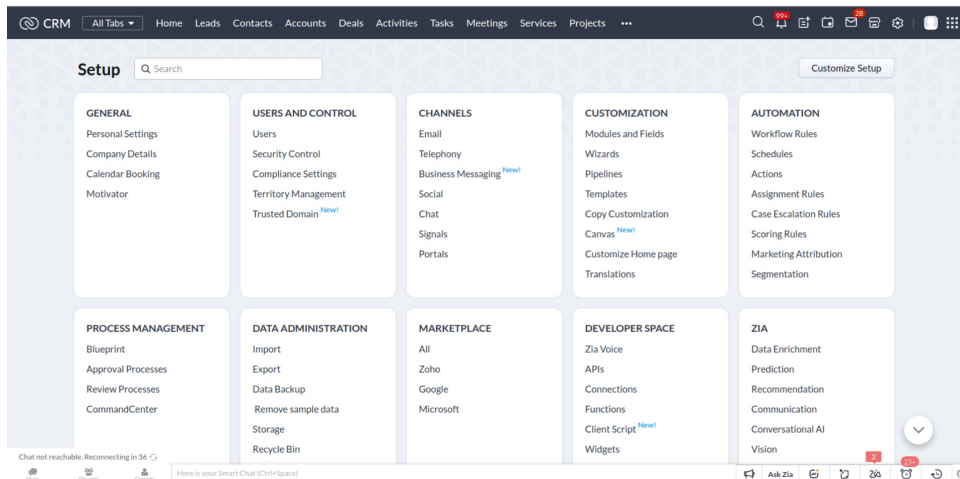 CRM All Tabs Home Leads Contacts Accounts Deals Activities Tasks Meetings Services Projects ••• 99+ 28
Setup Search Customize Setup
GENERAL
Personal Settings
Company Details
Calendar Booking
Motivator
USERS AND CONTROL
Users
Security Control
Compliance Settings
Territory Management
Trusted Domain New!
CHANNELS
Email
Telephony
Business Messaging New!
Social
Chat
Signals
Portals
CUSTOMIZATION
Modules and Fields
Wizards
Pipelines
Templates
Copy Customization
Canvas New!
Customize Home page
Translations
AUTOMATION
Workflow Rules
Schedules
Actions
Assignment Rules
Case Escalation Rules
Scoring Rules
Marketing Attribution
Segmentation
PROCESS MANAGEMENT
Blueprint
Approval Processes
Review Processes
CommandCenter
DATA ADMINISTRATION
Import
Export
Data Backup
Remove sample data
Storage
Recycle Bin
MARKETPLACE
All
Zoho
Google
Microsoft
DEVELOPER SPACE
Zia Voice
APIs
Connections
Functions
Client Script New!
Widgets
ZIA
Data Enrichment
Prediction
Recommendation
Communication
Conversational AI
Vision
Chat not reachable. Reconnecting in 36
Here is your Smart Chat (Ctrl+Space)
Ask Zia 2 25+